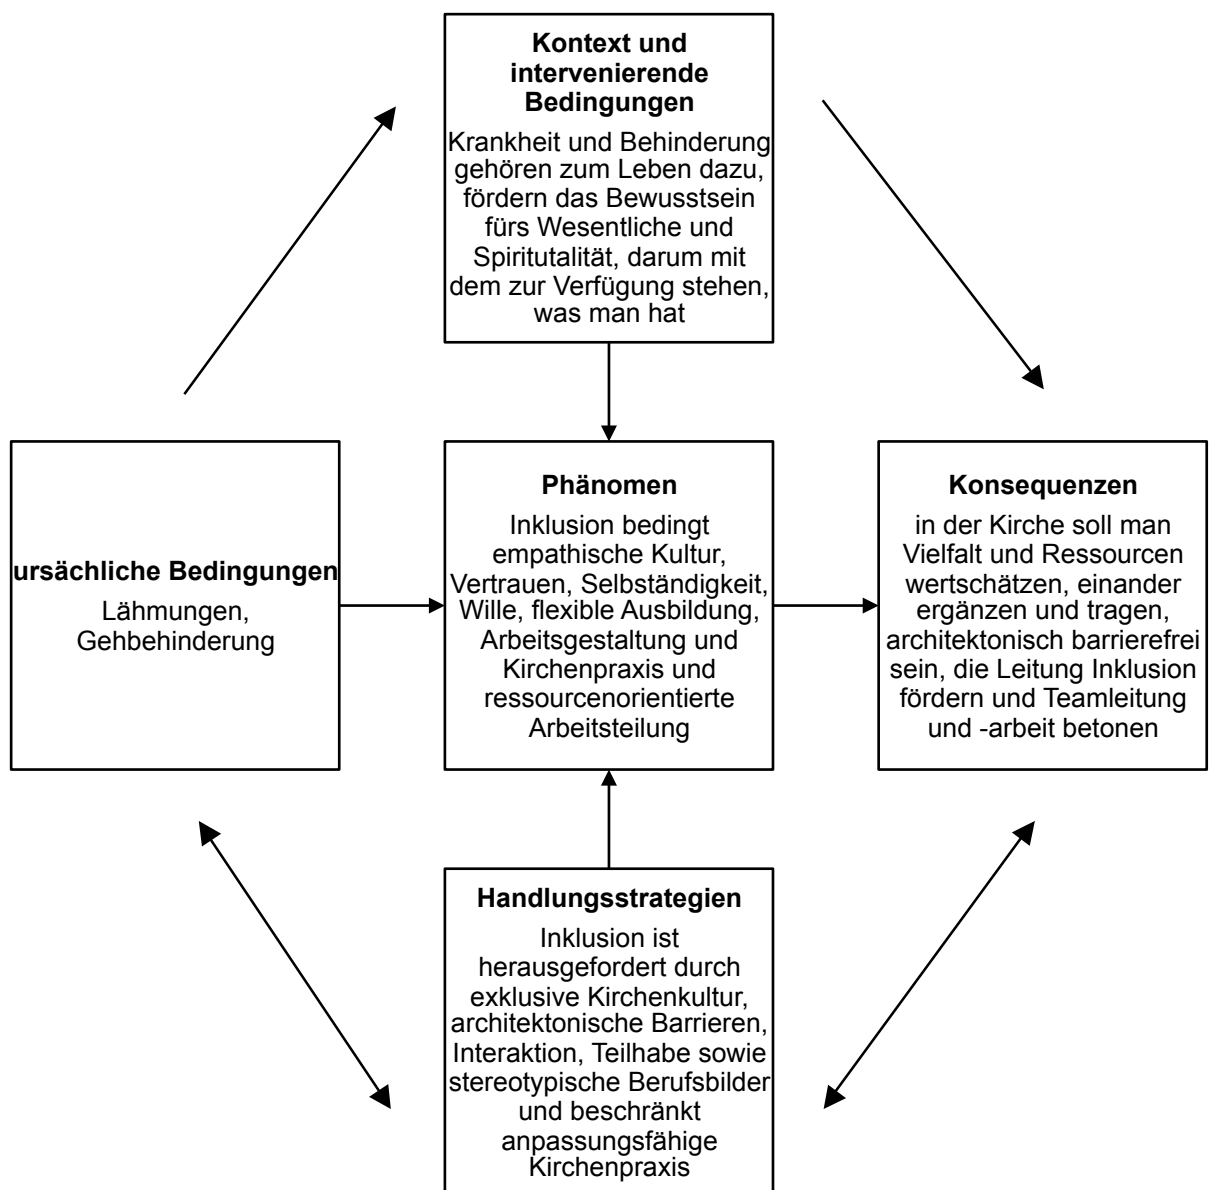 Kontext und
intervenierende
Bedingungen
Krankheit und Behinderung
gehören zum Leben dazu,
fördern das Bewusstsein
fürs Wesentliche und
Spiritutalität, darum mit
dem zur Verfügung stehen,
was man hat
ursächliche Bedingungen
Lähmungen,
Gehbehinderung
Phänomen
Inklusion bedingt
empathische Kultur,
Vertrauen, Selbständigkeit,
Wille, flexible Ausbildung,
Arbeitsgestaltung und
Kirchenpraxis und
ressourcenorientierte
Arbeitsteilung
Konsequenzen
in der Kirche soll man
Vielfalt und Ressourcen
wertschätzen, einander
ergänzen und tragen,
architektonisch barrierefrei
sein, die Leitung Inklusion
fördern und Teamleitung
und -arbeit betonen
Handlungsstrategien
Inklusion ist
herausgefordert durch
exklusive Kirchenkultur,
architektonische Barrieren,
Interaktion, Teilhabe sowie
stereotypische Berufsbilder
und beschränkt
anpassungsfähige
Kirchenpraxis